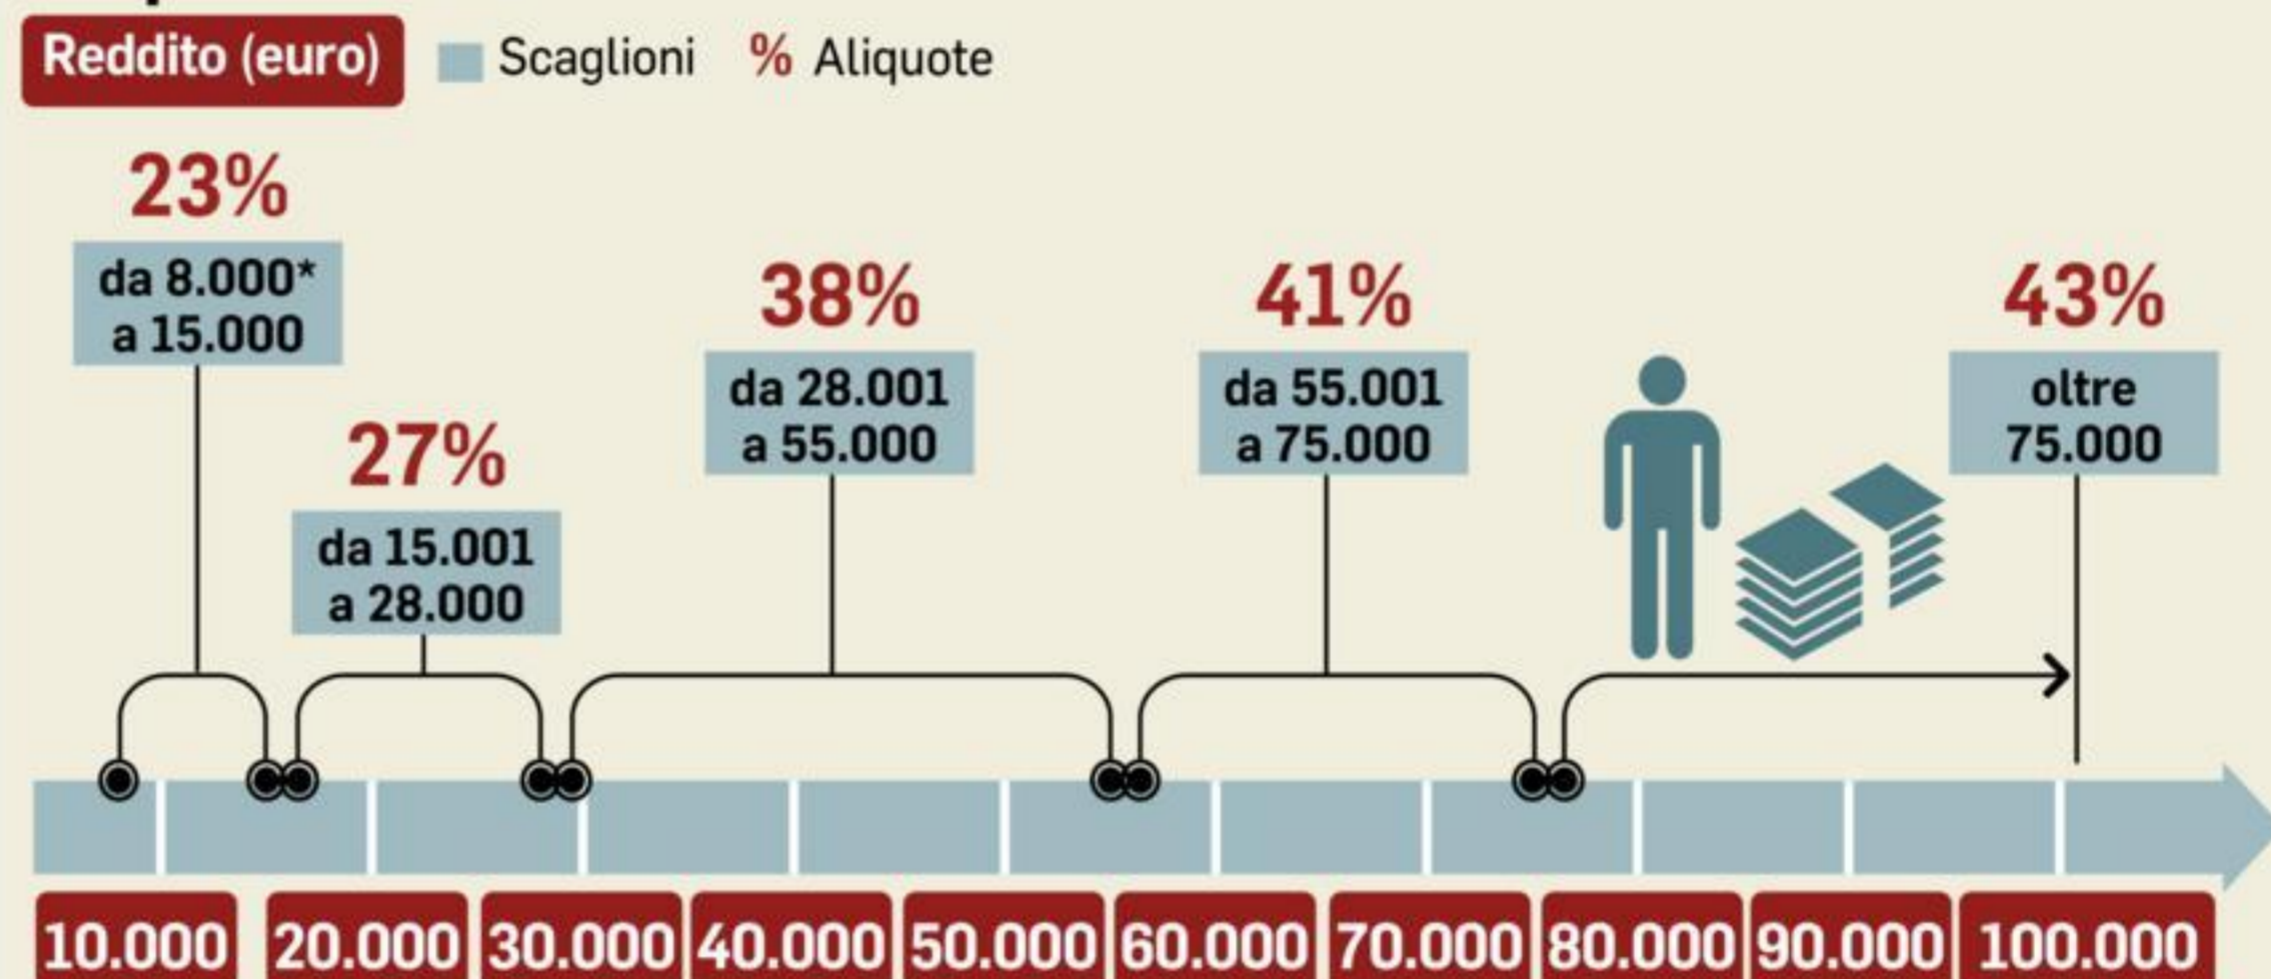 Reddito (euro)
Scaglioni
% Aliquote
23%
da 8.000*
a 15.000
27%
da 15.001
a 28.000
38%
da 28.001
a 55.000
41%
da 55.001
a 75.000
43%
oltre
75.000
10.000 20.000 30.000 40.000 50.000 60.000 70.000 80.000 90.000 100.000